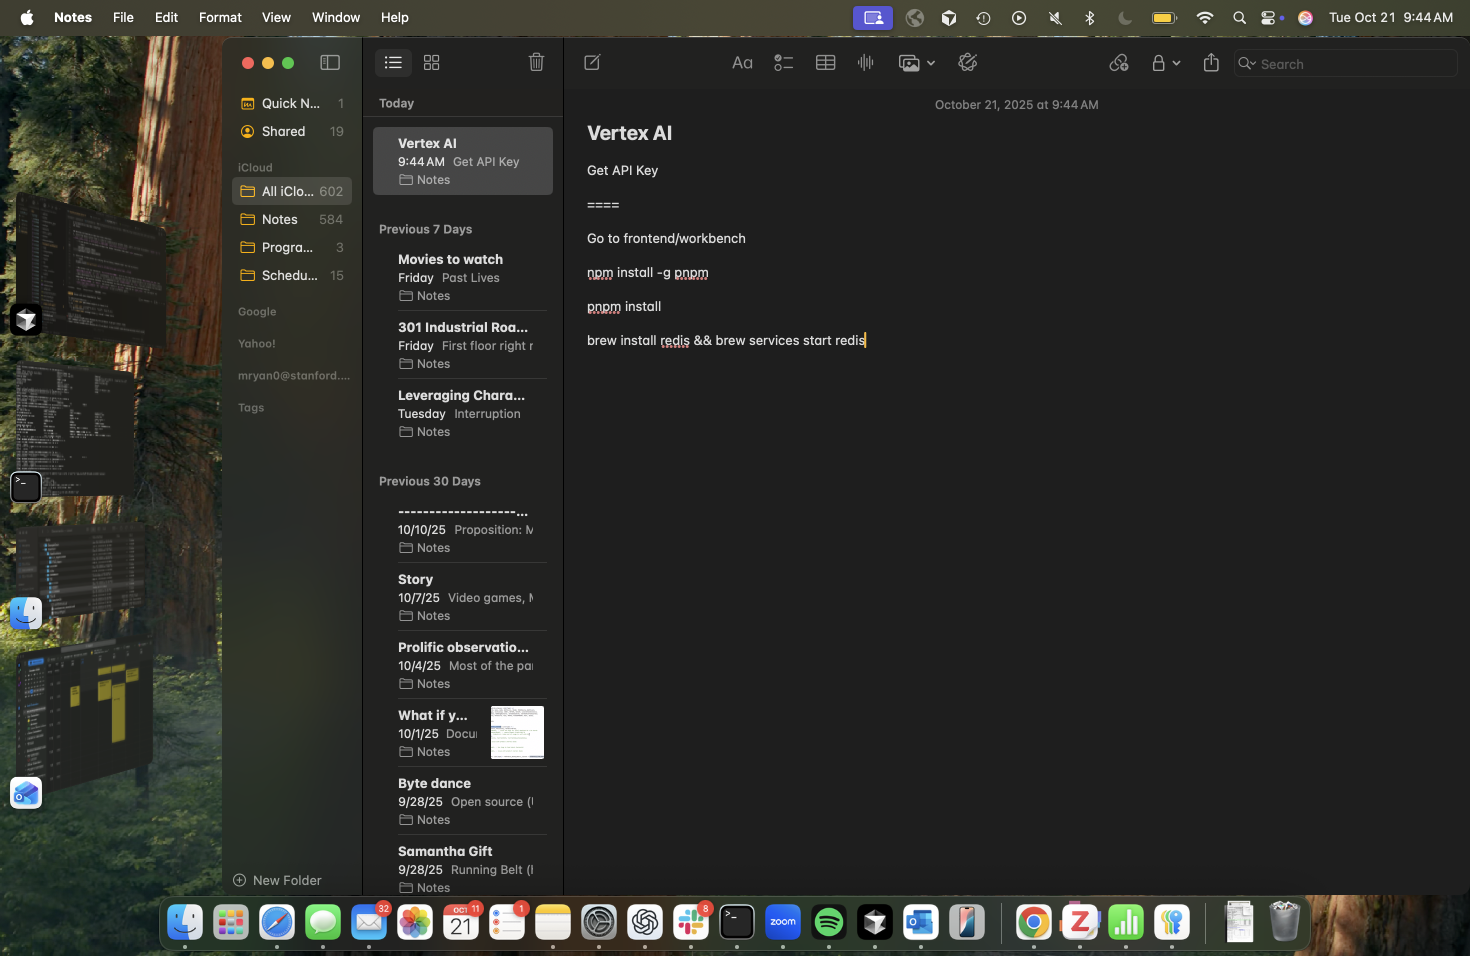 Notes File Edit Format View Window Help
Tue Oct 21 9:44 AM
Quick N... 1
Shared 19
iCloud
All iClo... 602
Notes 584
Progra... 3
Schedu... 15
Google
Yahoo!
mryan0@stanford....
Tags
New Folder
Today
Vertex AI
9:44 AM Get API Key
Notes
Previous 7 Days
Movies to watch
Friday Past Lives
Notes
301 Industrial Roa...
Friday First floor right r
Notes
Leveraging Chara...
Tuesday Interruption
Notes
Previous 30 Days
--------------------...
10/10/25 Proposition: M
Notes
Story
10/7/25 Video games, M
Notes
Prolific observatio...
10/4/25 Most of the pai
Notes
What if y...
10/1/25 Docu
Notes
Byte dance
9/28/25 Open source (
Notes
Samantha Gift
9/28/25 Running Belt (
Notes
Aa
Search
October 21, 2025 at 9:44 AM
Vertex AI
Get API Key
====
Go to frontend/workbench
npm install -g pnpm
pnpm install
brew install redis && brew services start redis
32
OCT 11
21
1
8
zoom